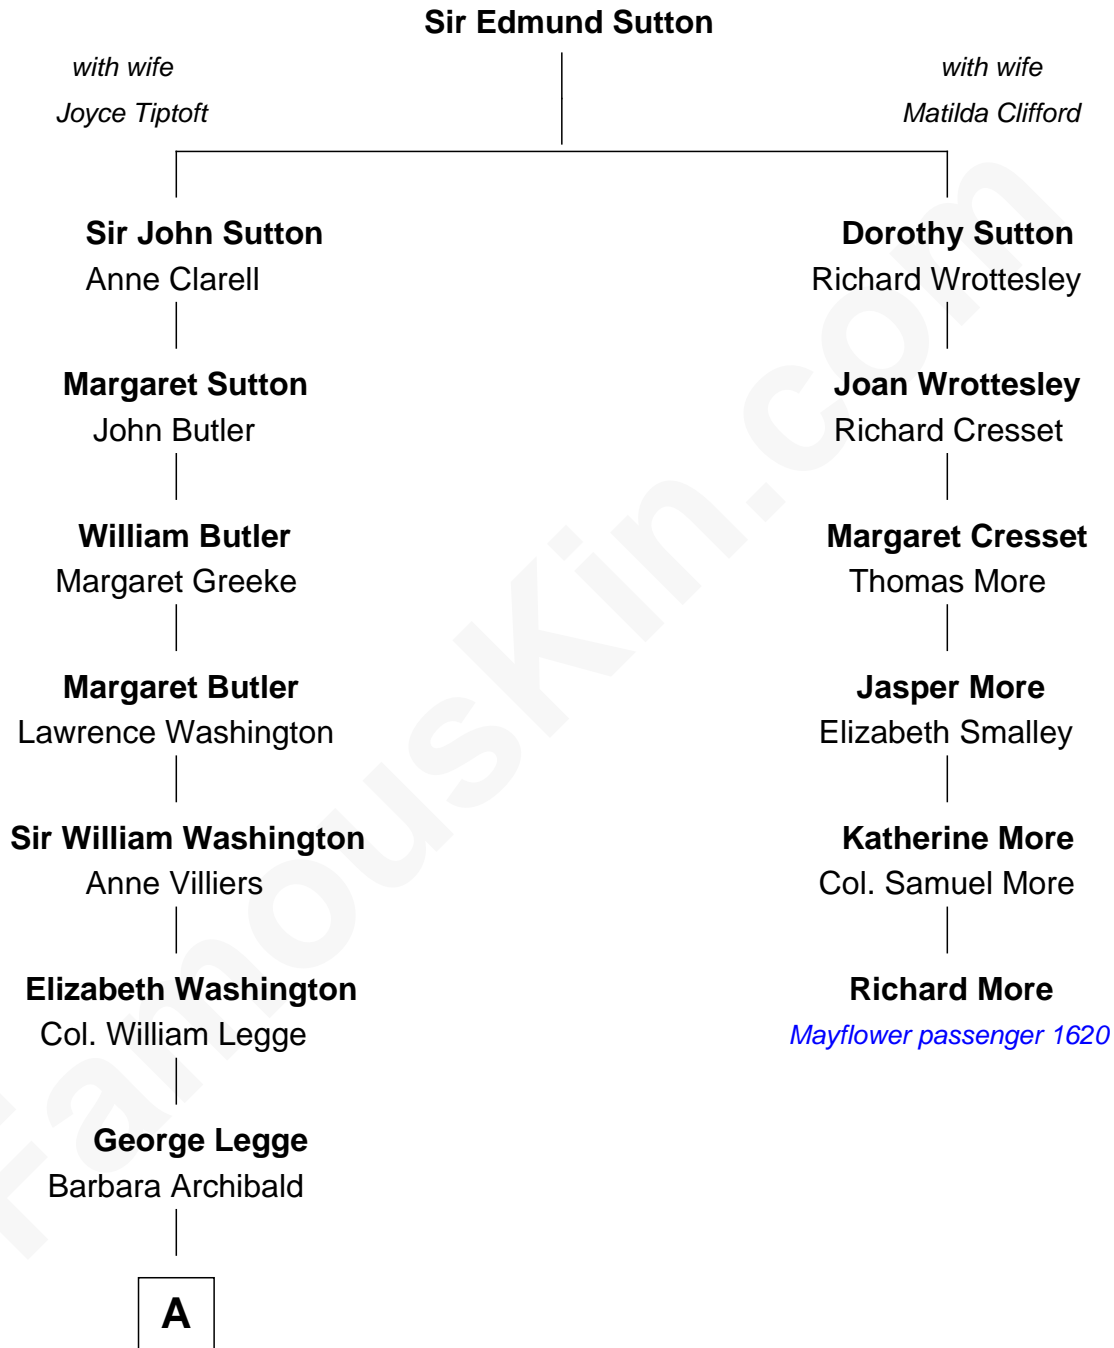 Sir Edmund Sutton
with wife
Joyce Tiptoft
with wife
Matilda Clifford
Sir John Sutton
Anne Clarell
Margaret Sutton
John Butler
William Butler
Margaret Greeke
Margaret Butler
Lawrence Washington
Sir William Washington
Anne Villiers
Elizabeth Washington
Col. William Legge
George Legge
Barbara Archibald
A
Dorothy Sutton
Richard Wrottesley
Joan Wrottesley
Richard Cresset
Margaret Cresset
Thomas More
Jasper More
Elizabeth Smalley
Katherine More
Col. Samuel More
Richard More
Mayflower passenger 1620
FamousKin.com